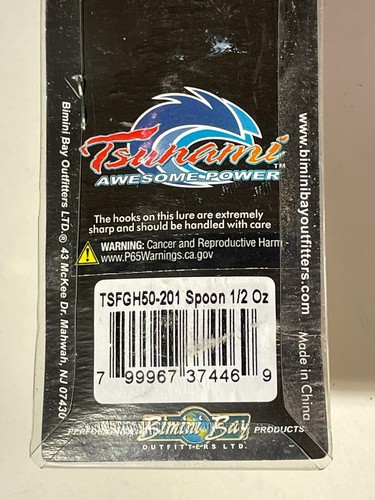 Tsunami™
AWESOME POWER
The hooks on this lure are extremely
sharp and should be handled with care
WARNING: Cancer and Reproductive Harm
www.P65Warnings.ca.gov
TSFGH50-201 Spoon 1/2 Oz
7 99967 37446 9
Bimini Bay
OUTFITTERS LTD.
PRODUCTS
Bimini Bay Outfitters LTD.® 43 McKee Dr. Mahwah, NJ 07430
www.biminibayoutfitters.com
Made in China